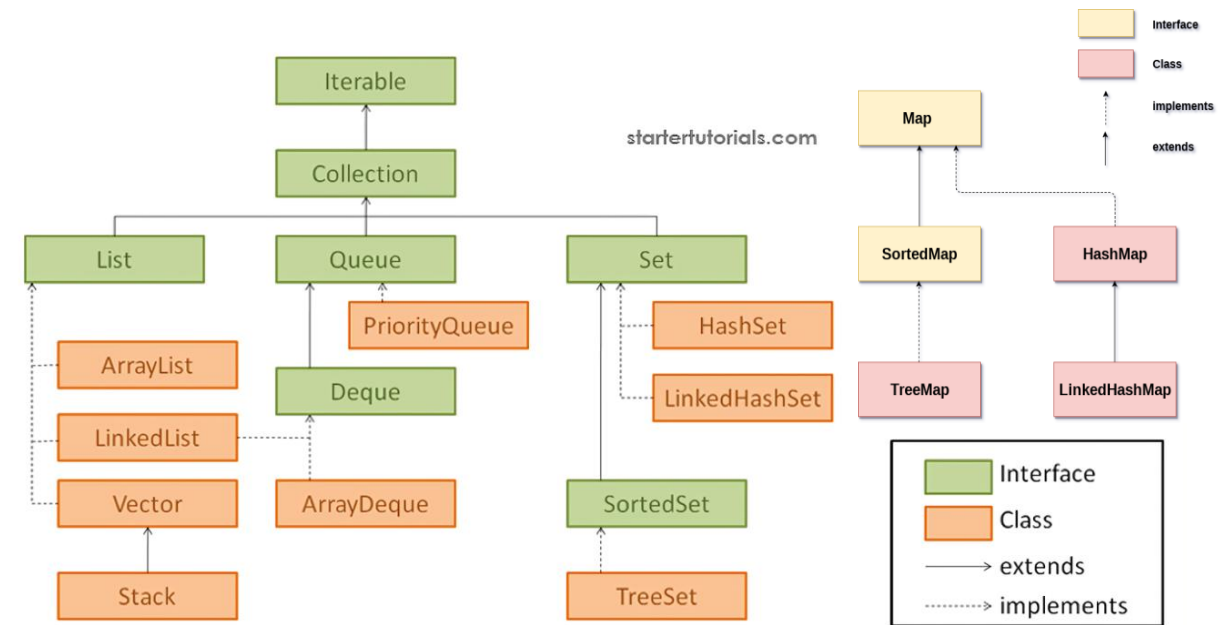 Iterable
Collection
List
Queue
Set
PriorityQueue
HashSet
ArrayList
Deque
LinkedHashSet
LinkedList
Vector
ArrayDeque
SortedSet
Stack
TreeSet
startertutorials.com
Interface
Class
implements
extends
Map
SortedMap
HashMap
TreeMap
LinkedHashMap
Interface
Class
extends
implements